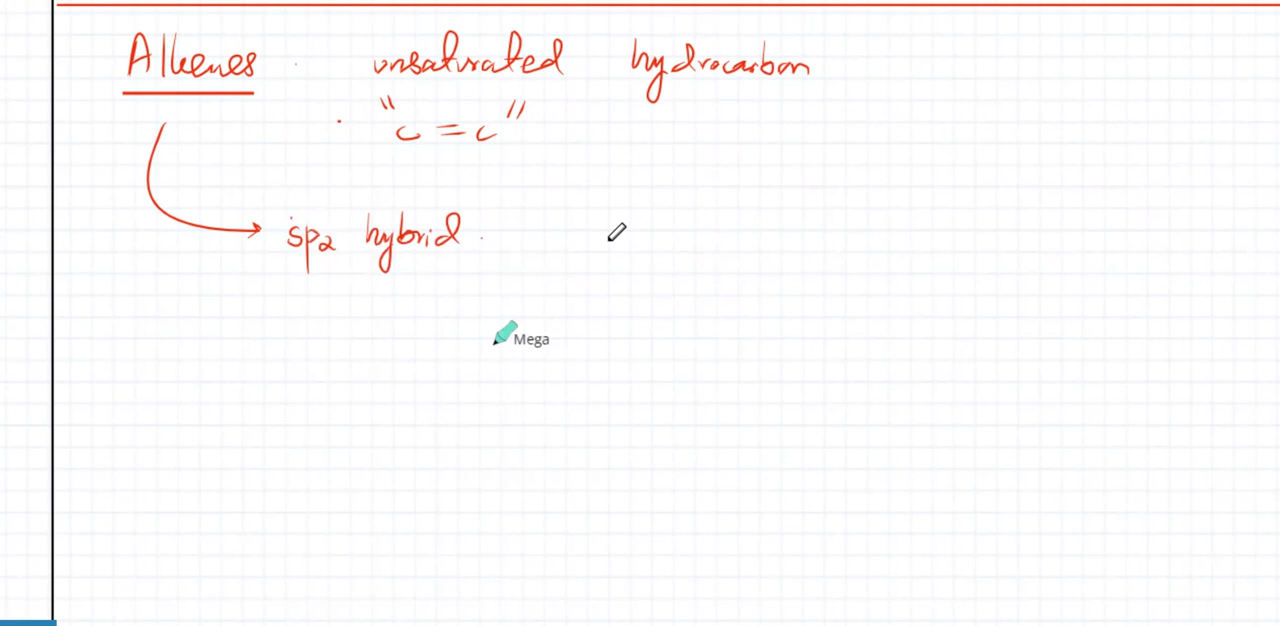 Alkenes unsaturated hydrocarbon
"c = c"
sp2 hybrid
Mega